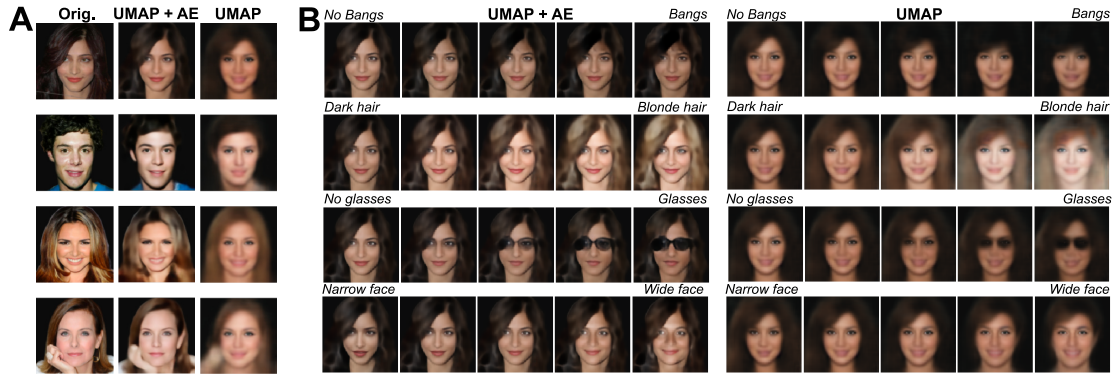 A
Orig.
UMAP + AE
UMAP
B
No Bangs
UMAP + AE
Bangs
No Bangs
UMAP
Bangs
Dark hair
Blonde hair
Dark hair
Blonde hair
No glasses
Glasses
No glasses
Glasses
Narrow face
Wide face
Narrow face
Wide face